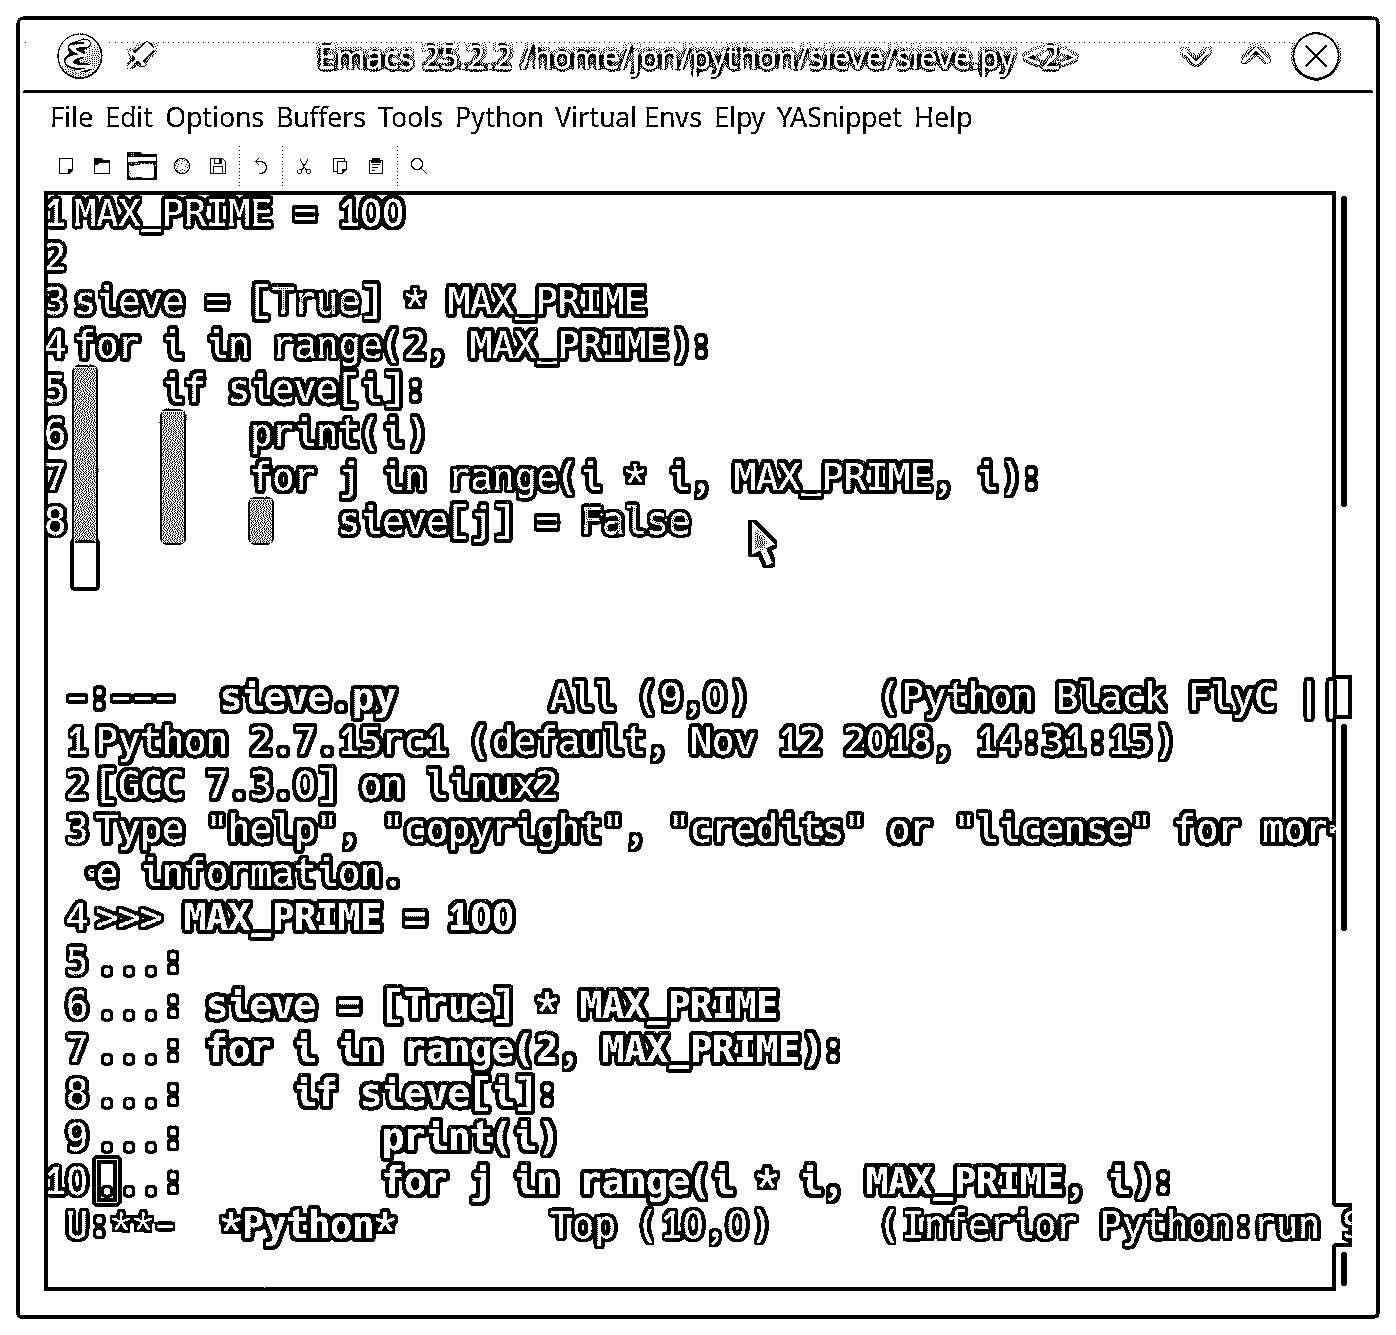 Emacs 25.2.2 /home/jon/python/sieve/sieve.py <2>
File Edit Options Buffers Tools Python Virtual Envs Elpy YASnippet Help
1 MAX_PRIME = 100
2
3 sieve = [True] * MAX_PRIME
4 for i in range(2, MAX_PRIME):
5     if sieve[i]:
6         print(i)
7         for j in range(i * i, MAX_PRIME, i):
8             sieve[j] = False
-:---  sieve.py       All (9,0)      (Python Black FlyC ||
1 Python 2.7.15rc1 (default, Nov 12 2018, 14:31:15)
2 [GCC 7.3.0] on linux2
3 Type "help", "copyright", "credits" or "license" for mor
e information.
4 >>> MAX_PRIME = 100
5 ...:
6 ...: sieve = [True] * MAX_PRIME
7 ...: for i in range(2, MAX_PRIME):
8 ...:     if sieve[i]:
9 ...:         print(i)
10 ...:         for j in range(i * i, MAX_PRIME, i):
U:**-  *Python*       Top (10,0)     (Inferior Python:run